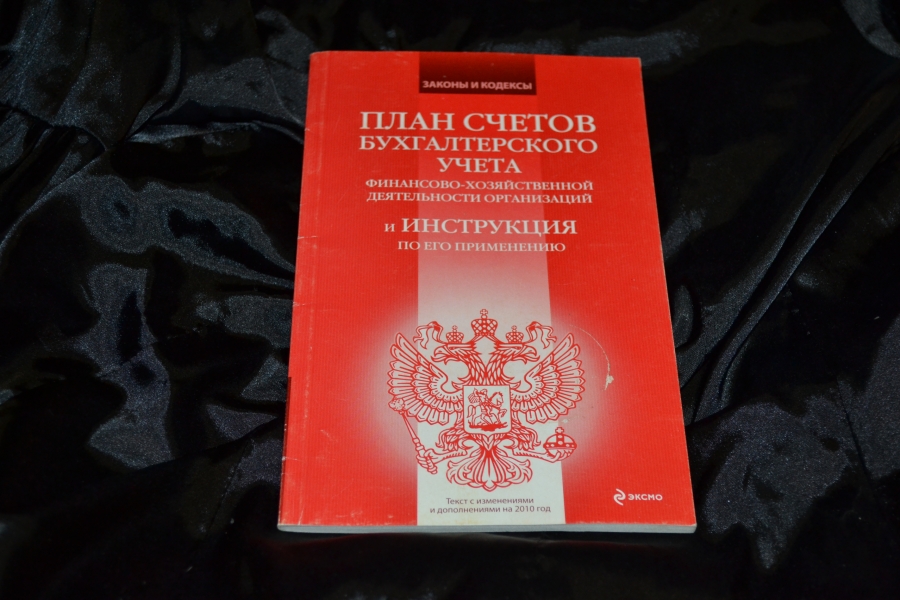 ЗАКОНЫ И КОДЕКСЫ
ПЛАН СЧЕТОВ
БУХГАЛТЕРСКОГО
УЧЕТА
ФИНАНСОВО-ХОЗЯЙСТВЕННОЙ
ДЕЯТЕЛЬНОСТИ ОРГАНИЗАЦИЙ
И ИНСТРУКЦИЯ
ПО ЕГО ПРИМЕНЕНИЮ
Текст с изменениями
и дополнениями на 2010 год
ЭКСМО